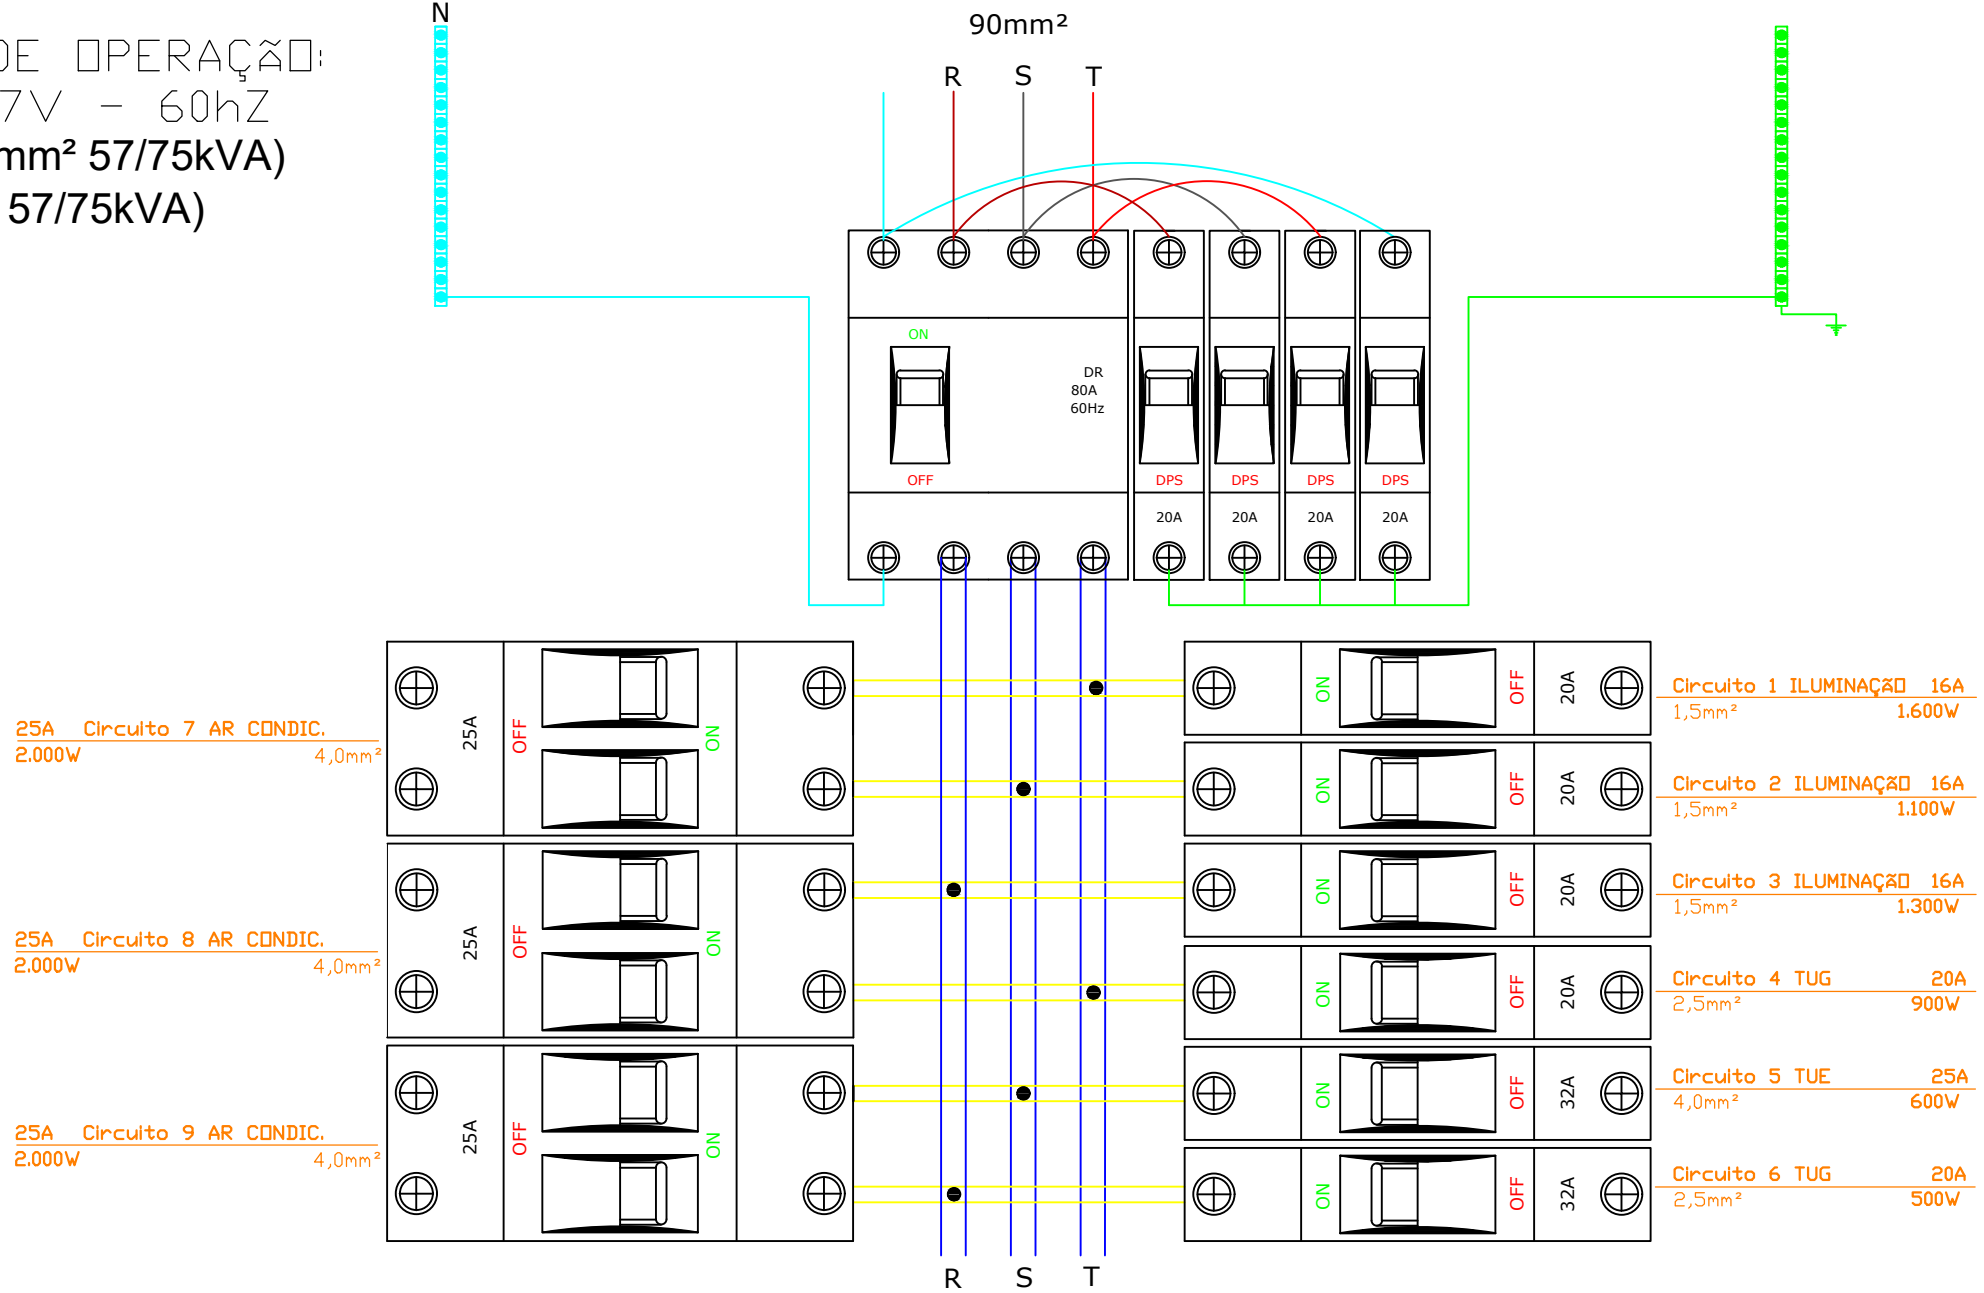 N
90mm²
DE OPERAÇÃO:
7V - 60hZ
mm² 57/75kVA)
57/75kVA)
R S T
ON
DR
80A
60Hz
OFF
DPS DPS DPS DPS
20A 20A 20A 20A
25A Circuito 7 AR CONDIC.
2.000W 4,0mm²
25A OFF ON
25A Circuito 8 AR CONDIC.
2.000W 4,0mm²
25A OFF ON
25A Circuito 9 AR CONDIC.
2.000W 4,0mm²
25A OFF ON
ON OFF 20A
Circuito 1 ILUMINAÇÃO 16A
1,5mm² 1.600W
ON OFF 20A
Circuito 2 ILUMINAÇÃO 16A
1,5mm² 1.100W
ON OFF 20A
Circuito 3 ILUMINAÇÃO 16A
1,5mm² 1.300W
ON OFF 20A
Circuito 4 TUG 20A
2,5mm² 900W
ON OFF 32A
Circuito 5 TUE 25A
4,0mm² 600W
ON OFF 32A
Circuito 6 TUG 20A
2,5mm² 500W
R S T